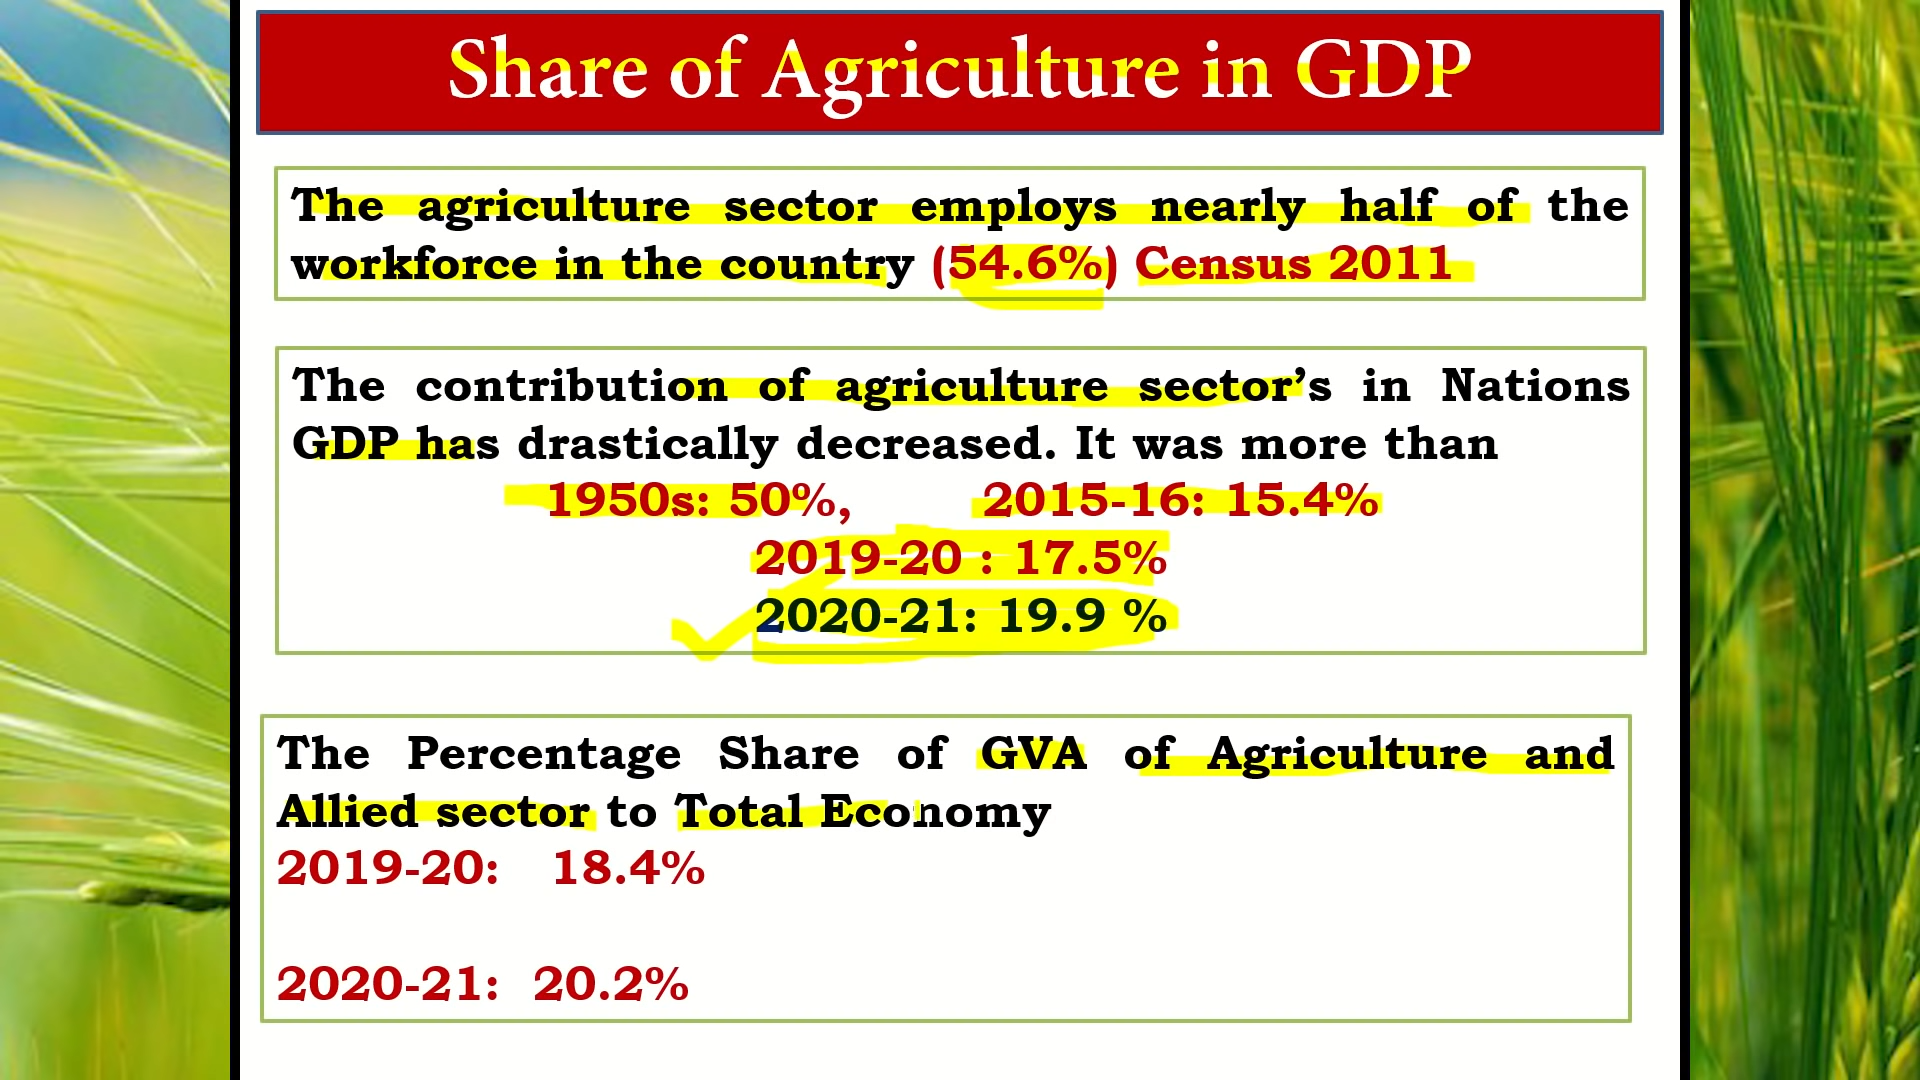 Share of Agriculture in GDP
The agriculture sector employs nearly half of the
workforce in the country (54.6%) Census 2011
The contribution of agriculture sector’s in Nations
GDP has drastically decreased. It was more than
1950s: 50%, 2015-16: 15.4%
2019-20 : 17.5%
2020-21: 19.9 %
The Percentage Share of GVA of Agriculture and
Allied sector to Total Economy
2019-20: 18.4%
2020-21: 20.2%